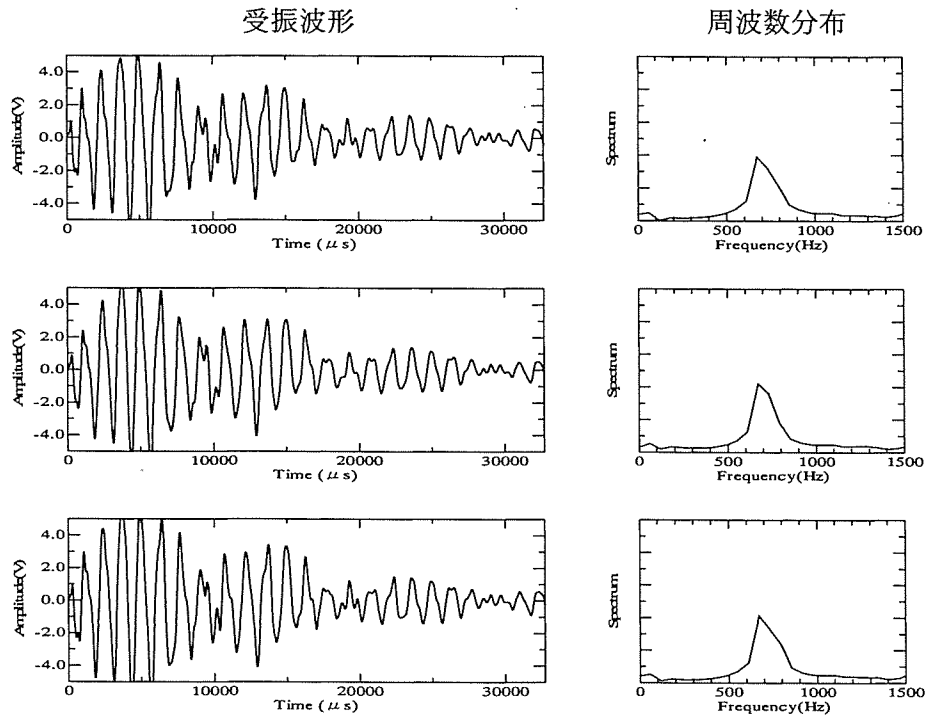 受振波形
周波数分布
Amplitude(V)
4.0
2.0
0.0
-2.0
-4.0
0 10000 20000 30000
Time (μs)
Spectrum
0 500 1000 1500
Frequency(Hz)
Amplitude(V)
4.0
2.0
0.0
-2.0
-4.0
0 10000 20000 30000
Time (μs)
Spectrum
0 500 1000 1500
Frequency(Hz)
Amplitude(V)
4.0
2.0
0.0
-2.0
-4.0
0 10000 20000 30000
Time (μs)
Spectrum
0 500 1000 1500
Frequency(Hz)